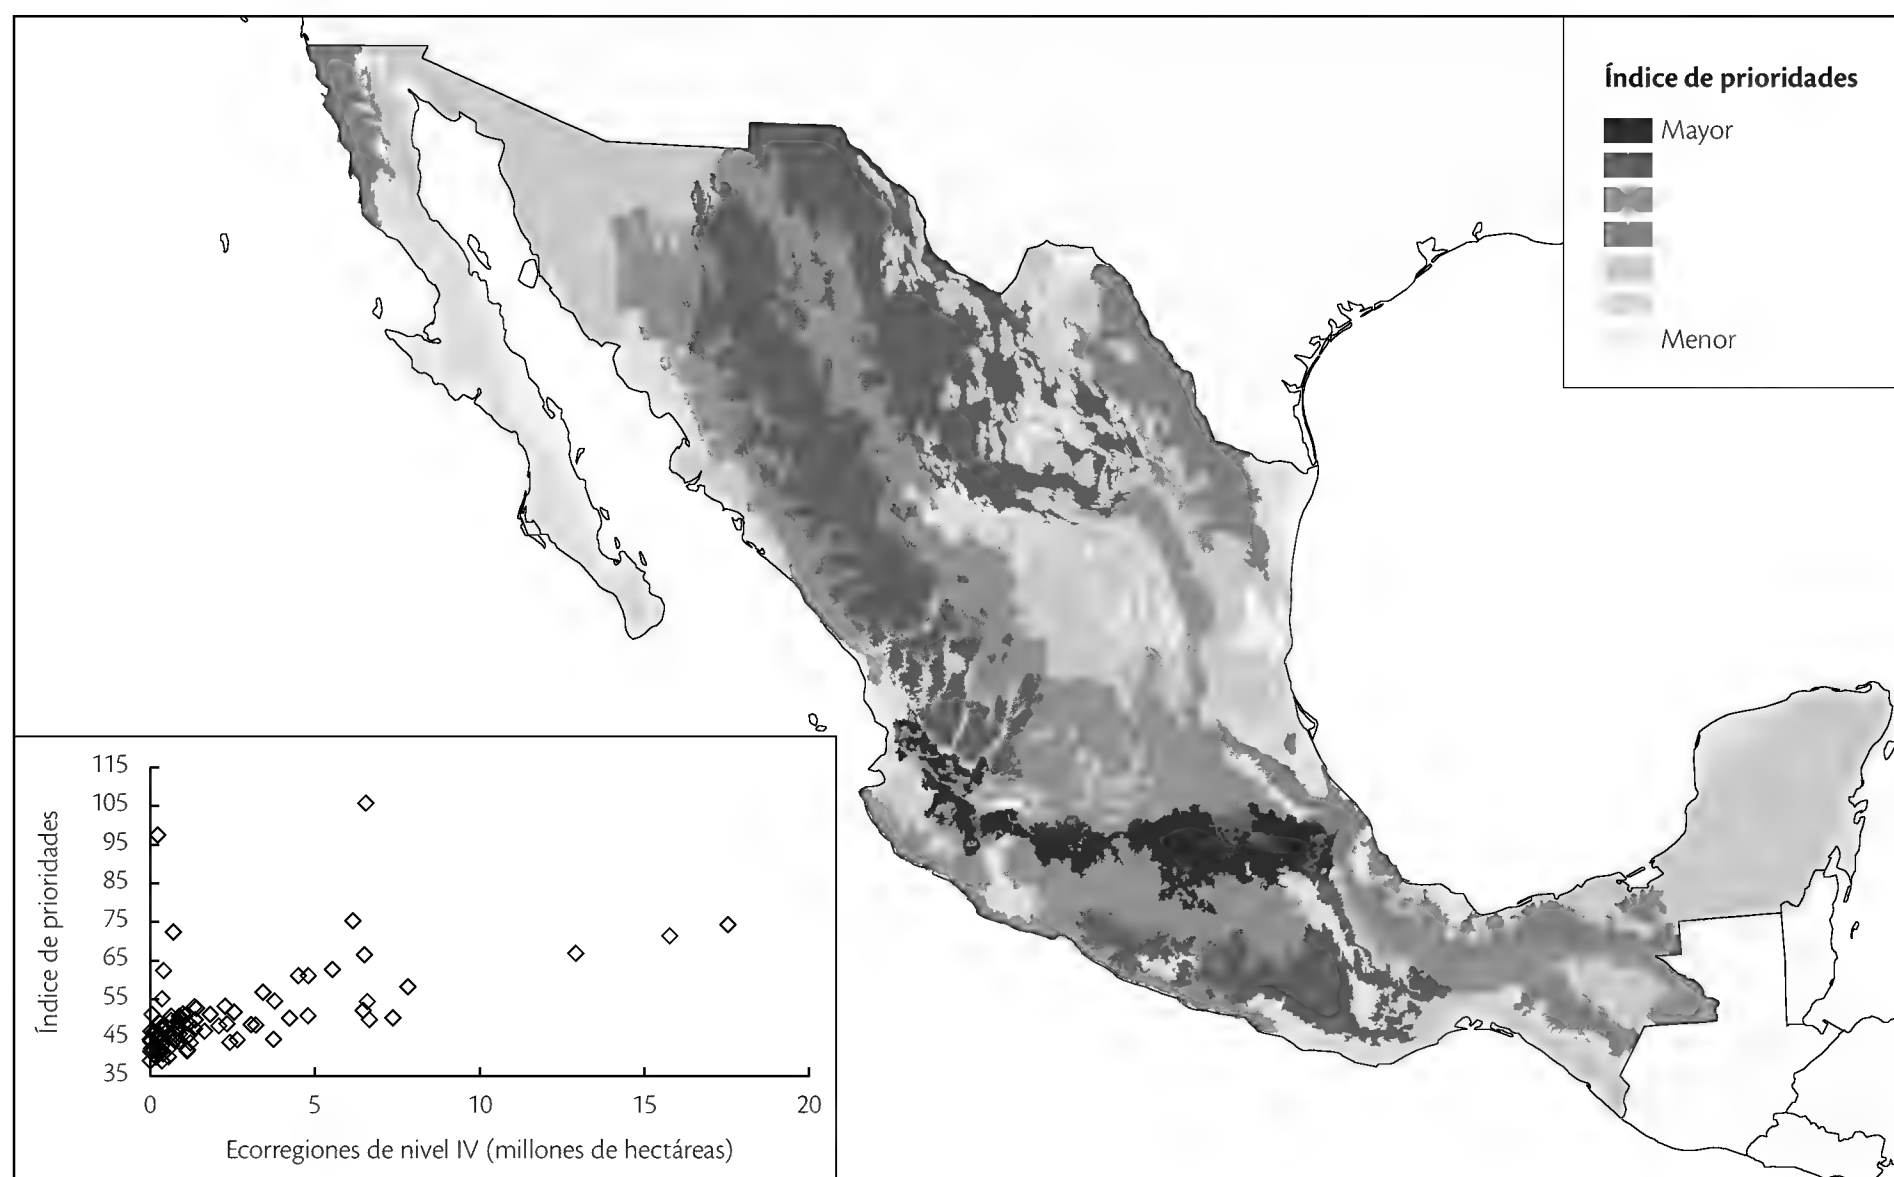 Índice de prioridades
Mayor
Menor
Índice de prioridades
115
105
95
85
75
65
55
45
35
0 5 10 15 20
Ecorregiones de nivel IV (millones de hectáreas)